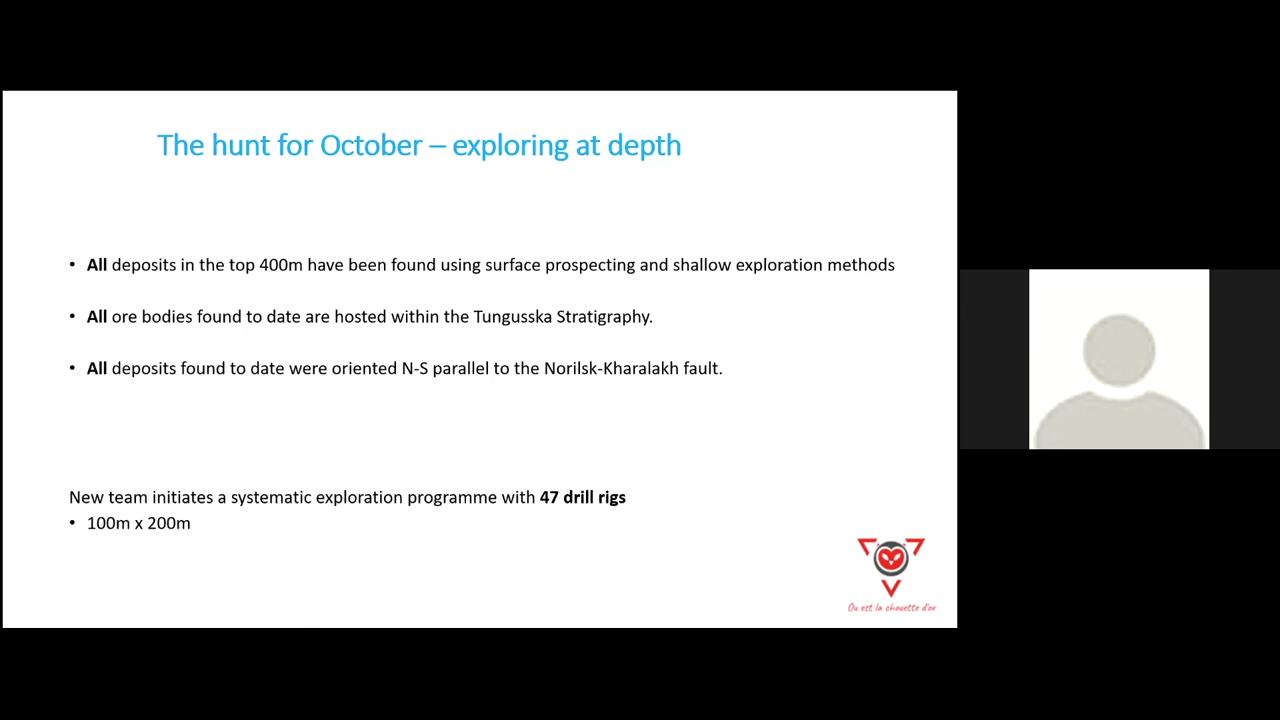 The hunt for October – exploring at depth
• All deposits in the top 400m have been found using surface prospecting and shallow exploration methods
• All ore bodies found to date are hosted within the Tungusska Stratigraphy.
• All deposits found to date were oriented N-S parallel to the Norilsk-Kharalakh fault.
New team initiates a systematic exploration programme with 47 drill rigs
• 100m x 200m
Ou est la chouette d'or